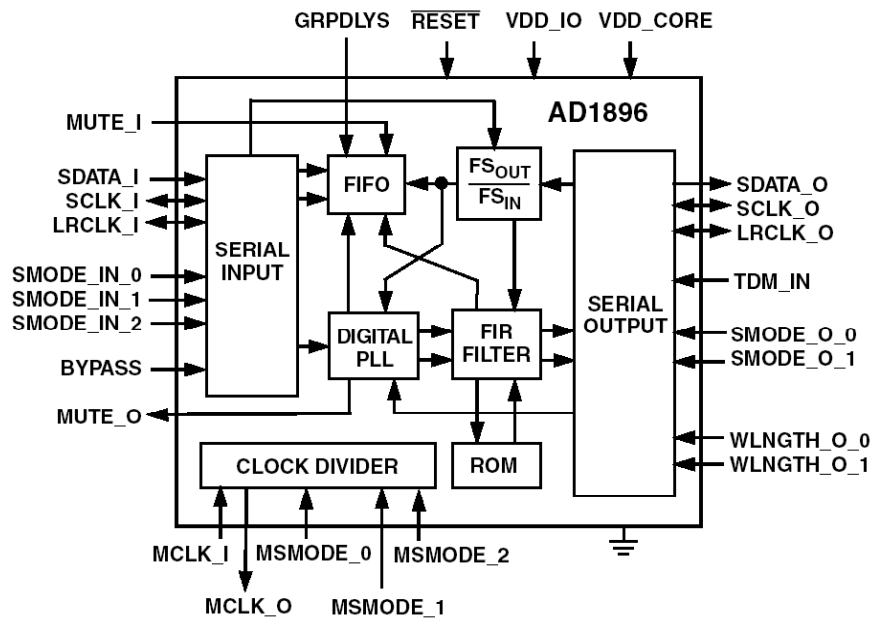 GRPDLYS RESET VDD_IO VDD_CORE
AD1896
MUTE_I
SDATA_I
SCLK_I
LRCLK_I
SMODE_IN_0
SMODE_IN_1
SMODE_IN_2
BYPASS
MUTE_O
SERIAL
INPUT
FIFO
FSOUT
FSIN
DIGITAL
PLL
FIR
FILTER
SERIAL
OUTPUT
CLOCK DIVIDER
ROM
SDATA_O
SCLK_O
LRCLK_O
TDM_IN
SMODE_O_0
SMODE_O_1
WLNGTH_O_0
WLNGTH_O_1
MCLK_I MSMODE_0 MSMODE_2
MCLK_O MSMODE_1